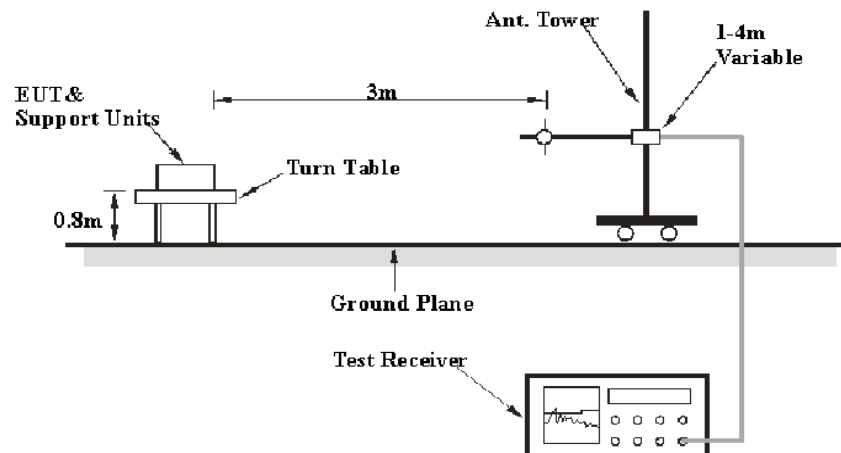 Ant. Tower
1-4m
Variable
3m
EUT&
Support Units
Turn Table
0.8m
Ground Plane
Test Receiver